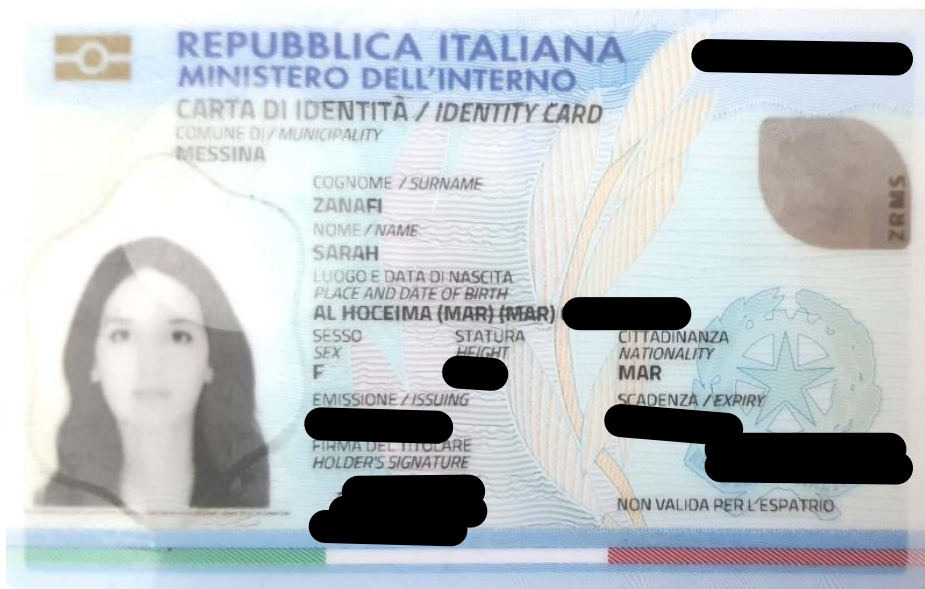 REPUBBLICA ITALIANA
MINISTERO DELL'INTERNO
CARTA DI IDENTITÀ / IDENTITY CARD
COMUNE DI / MUNICIPALITY
MESSINA
COGNOME / SURNAME
ZANAFI
NOME / NAME
SARAH
LUOGO E DATA DI NASCITA
PLACE AND DATE OF BIRTH
AL HOCEIMA (MAR) (MAR)
SESSO STATURA CITTADINANZA
SEX HEIGHT NATIONALITY
F MAR
EMISSIONE / ISSUING SCADENZA / EXPIRY
FIRMA DEL TITOLARE
HOLDER'S SIGNATURE
NON VALIDA PER L'ESPATRIO
ZRMS